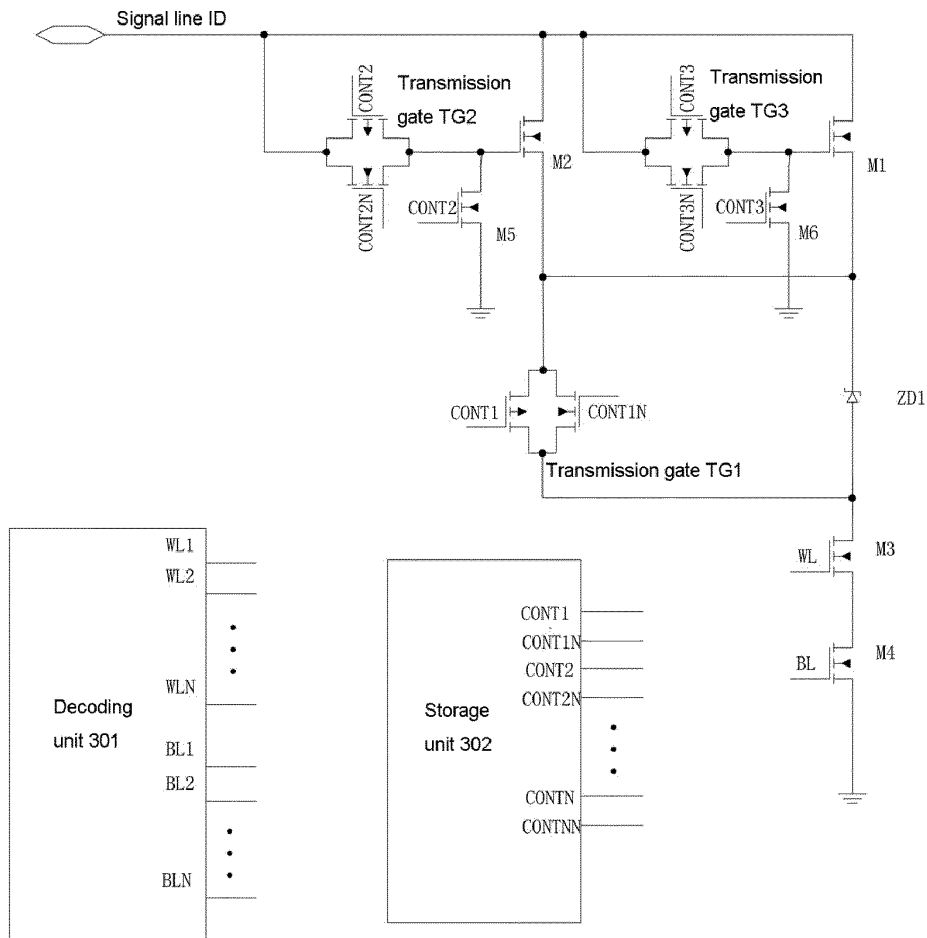 Signal line ID
CONT2
Transmission
gate TG2
CONT2N
CONT2
M5
M2
CONT3
Transmission
gate TG3
CONT3N
CONT3
M6
M1
CONT1
CONT1N
Transmission gate TG1
ZD1
WL
M3
BL
M4
WL1
WL2
WLN
Decoding
unit 301
BL1
BL2
BLN
Storage
unit 302
CONT1
CONT1N
CONT2
CONT2N
CONTN
CONTNN